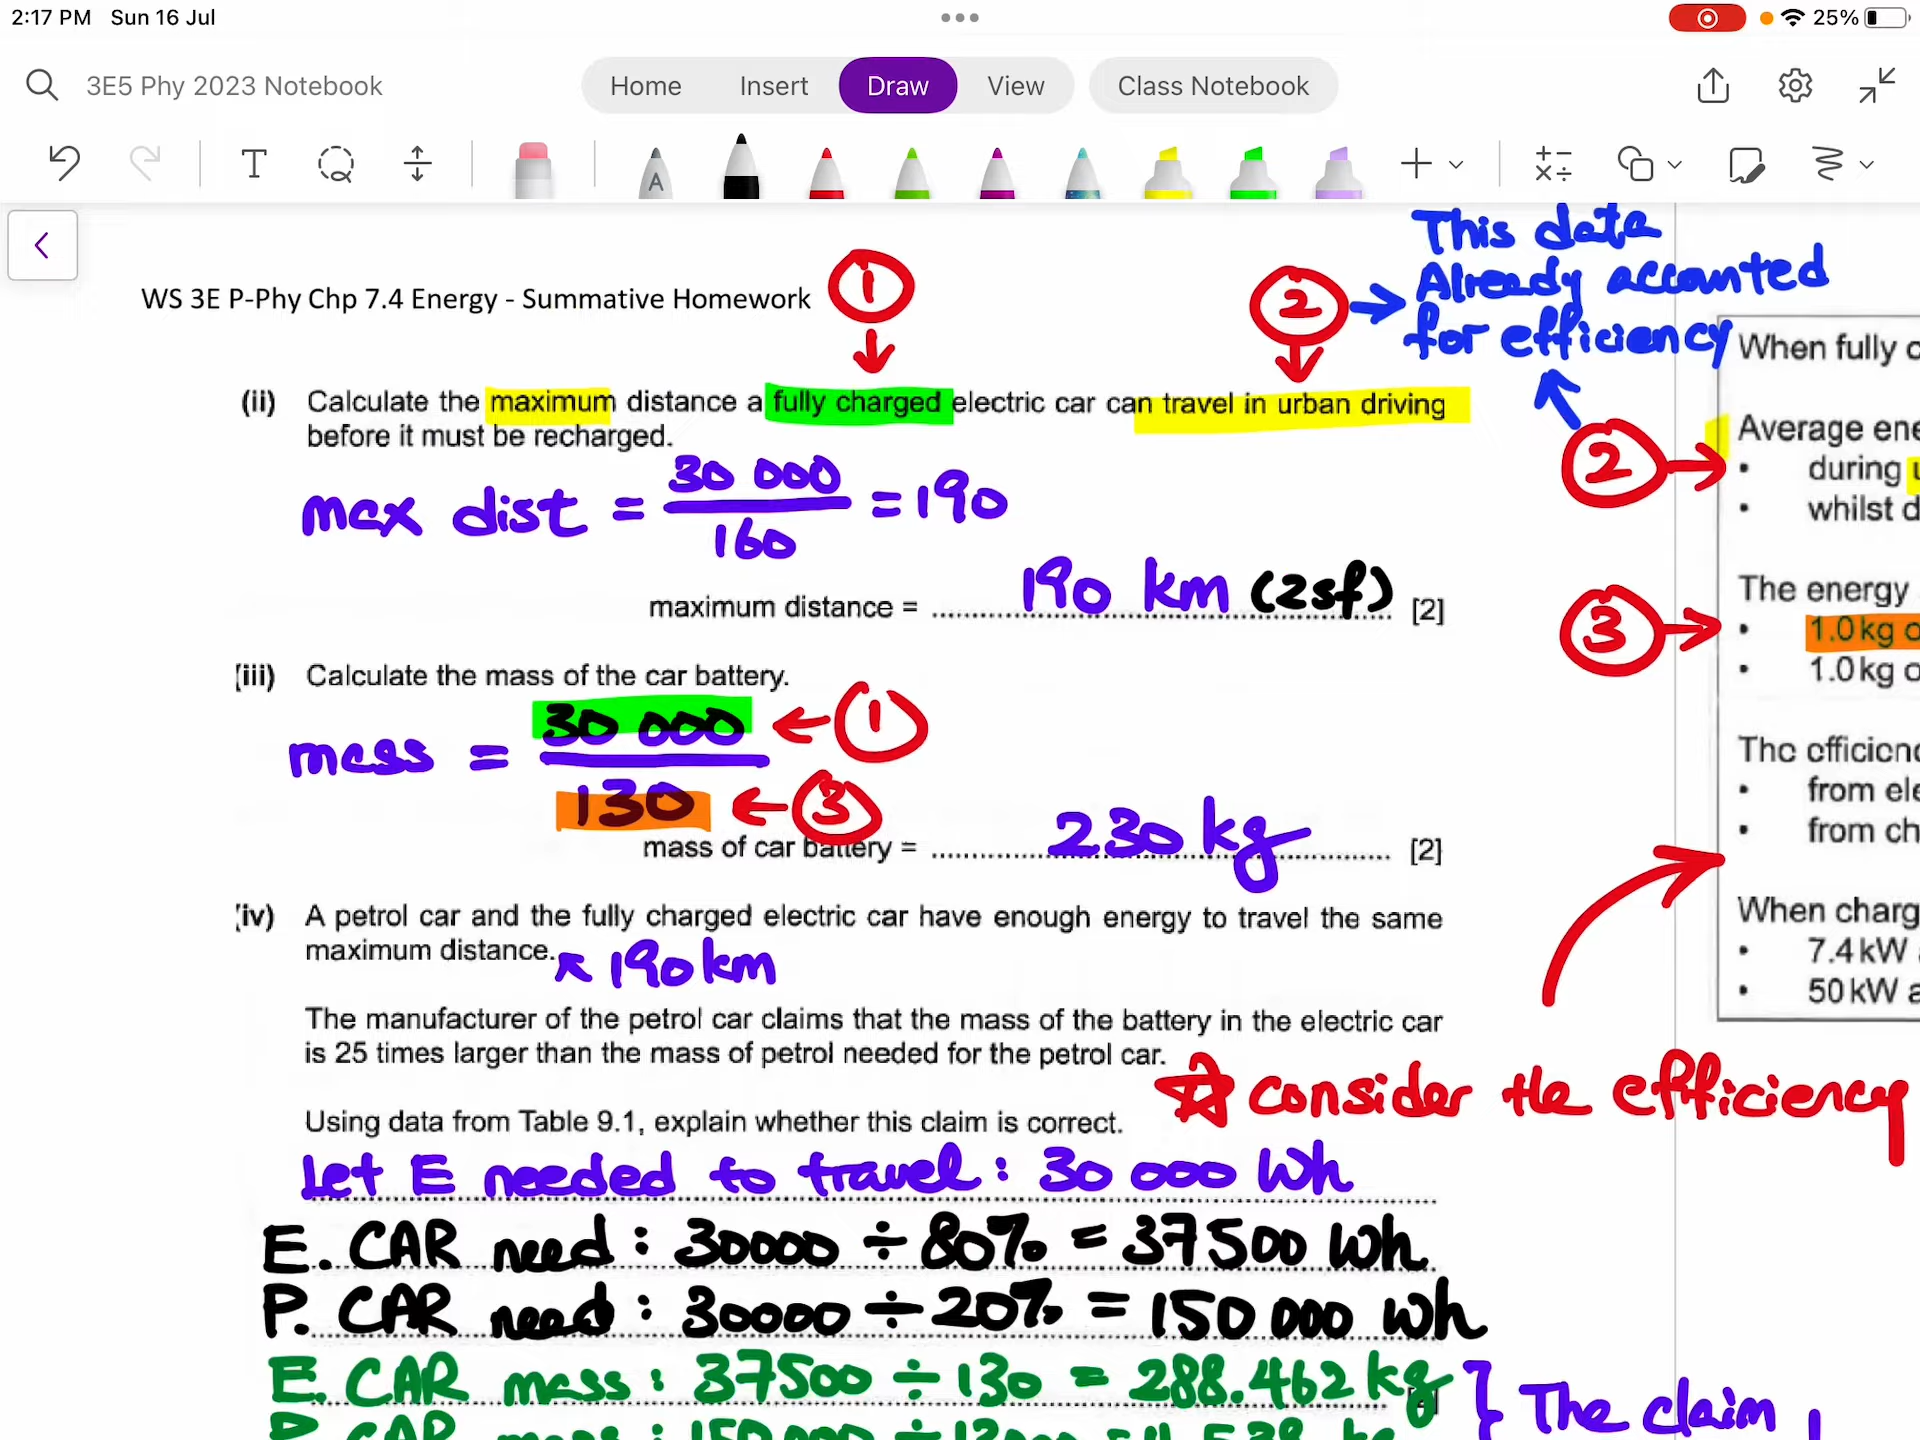 2:17 PM Sun 16 Jul
25%
3E5 Phy 2023 Notebook
Home Insert Draw View Class Notebook
T
A
WS 3E P-Phy Chp 7.4 Energy - Summative Homework
1
2
This data
Already accounted
for efficiency
(ii) Calculate the maximum distance a fully charged electric car can travel in urban driving
before it must be recharged.
max dist = 30 000 / 160 = 190
maximum distance = 190 km (2sf) [2]
(iii) Calculate the mass of the car battery.
mass = 30 000 / 130
1
3
mass of car battery = 230 kg [2]
(iv) A petrol car and the fully charged electric car have enough energy to travel the same
maximum distance.
190 km
The manufacturer of the petrol car claims that the mass of the battery in the electric car
is 25 times larger than the mass of petrol needed for the petrol car.
Using data from Table 9.1, explain whether this claim is correct.
consider the efficiency
Let E needed to travel : 30 000 Wh
E. CAR need : 30000 ÷ 80% = 37500 Wh
P. CAR need : 30000 ÷ 20% = 150 000 Wh
E. CAR mass : 37500 ÷ 130 = 288.462 kg
} The claim
When fully
2
Average
• during
• whilst
The energy
3
• 1.0 kg
• 1.0 kg
The
• from
• from
When
• 7.4 kW
• 50 kW